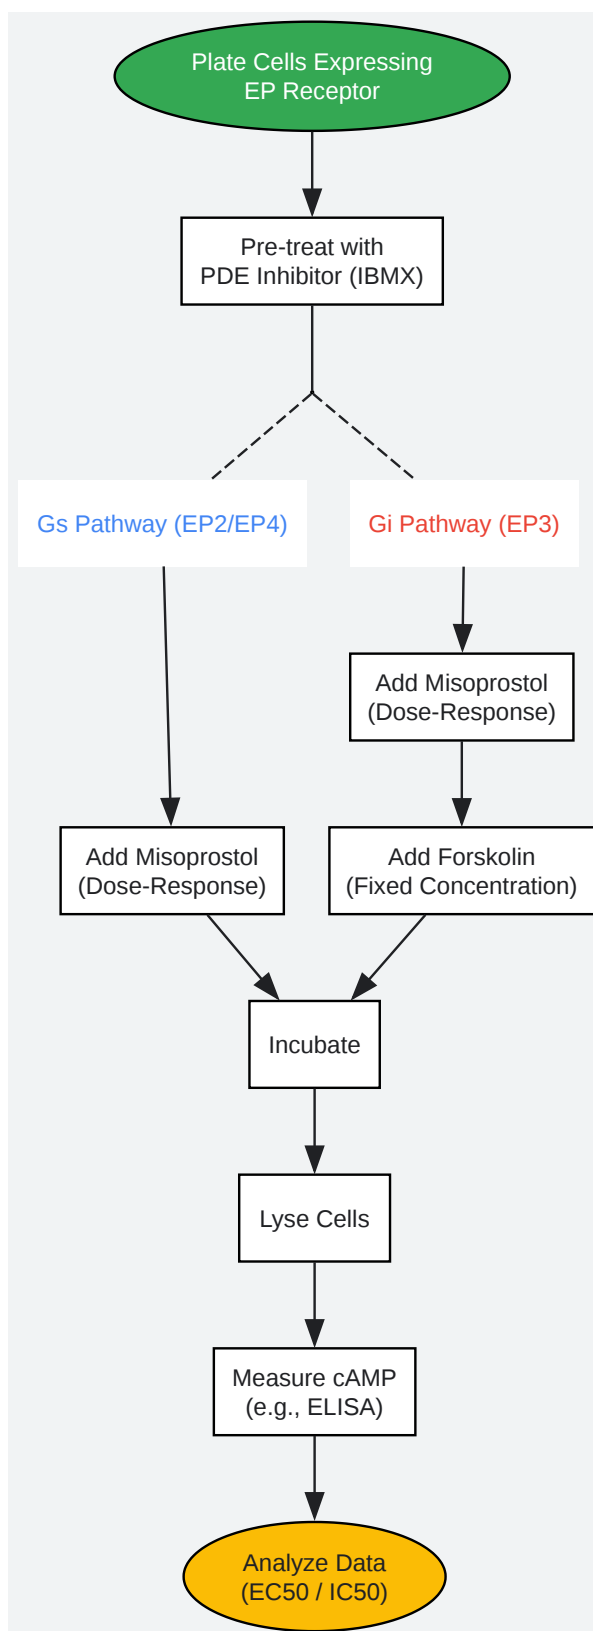 Plate Cells Expressing
EP Receptor
Pre-treat with
PDE Inhibitor (IBMX)
Gs Pathway (EP2/EP4)
Gi Pathway (EP3)
Add Misoprostol
(Dose-Response)
Add Misoprostol
(Dose-Response)
Add Forskolin
(Fixed Concentration)
Incubate
Lyse Cells
Measure cAMP
(e.g., ELISA)
Analyze Data
(EC50 / IC50)